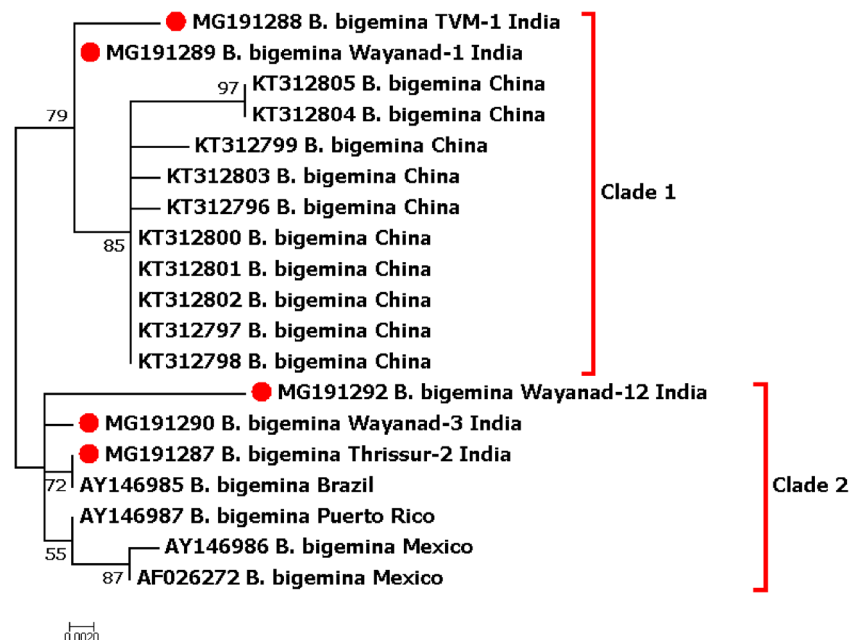 MG191288 B. bigemina TVM-1 India
MG191289 B. bigemina Wayanad-1 India
97
KT312805 B. bigemina China
KT312804 B. bigemina China
79
KT312799 B. bigemina China
KT312803 B. bigemina China
Clade 1
KT312796 B. bigemina China
85
KT312800 B. bigemina China
KT312801 B. bigemina China
KT312802 B. bigemina China
KT312797 B. bigemina China
KT312798 B. bigemina China
MG191292 B. bigemina Wayanad-12 India
MG191290 B. bigemina Wayanad-3 India
MG191287 B. bigemina Thrissur-2 India
72
AY146985 B. bigemina Brazil
Clade 2
AY146987 B. bigemina Puerto Rico
55
AY146986 B. bigemina Mexico
87
AF026272 B. bigemina Mexico
0.0020